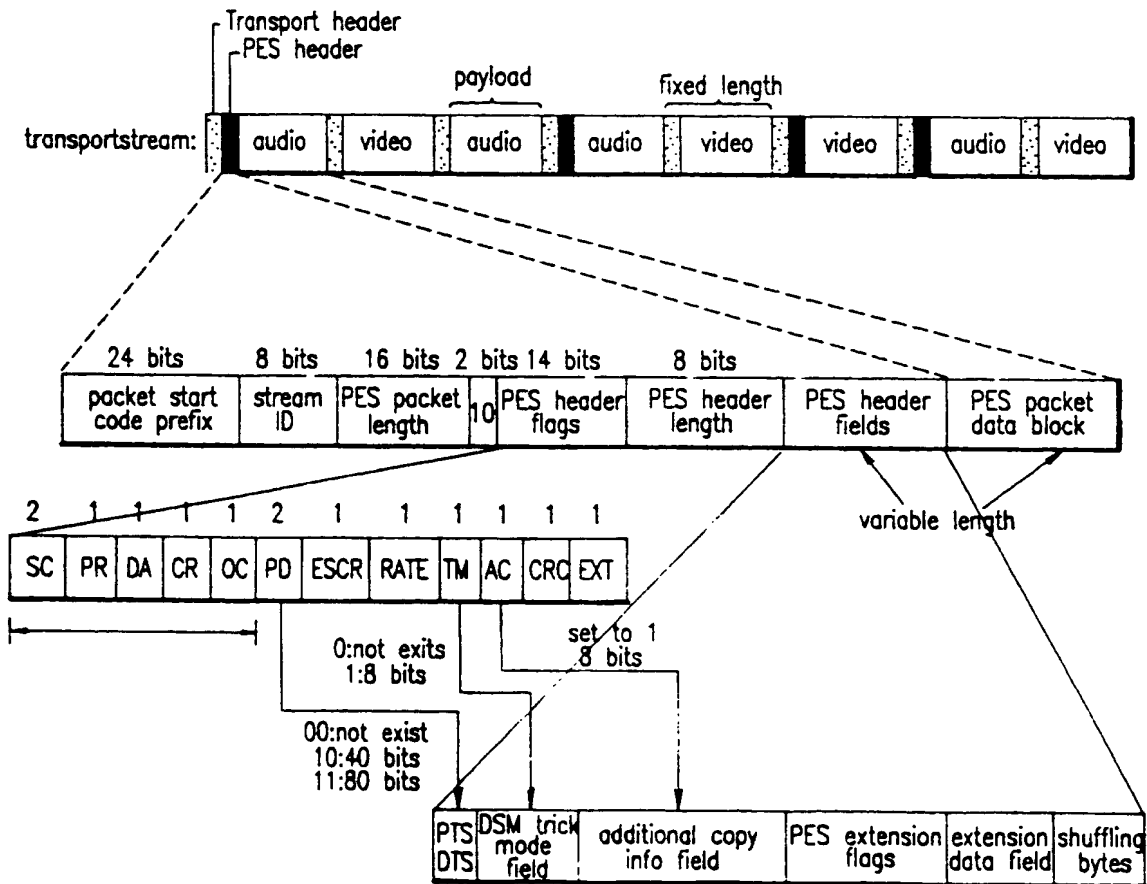 Transport header
PES header
payload
fixed length
transportstream:
audio
video
audio
audio
video
video
audio
video
24 bits
8 bits
16 bits
2 bits
14 bits
8 bits
packet start
code prefix
stream
ID
PES packet
length
10
PES header
flags
PES header
length
PES header
fields
PES packet
data block
variable length
2 1 1 1 1 2 1 1 1 1 1 1
SC PR DA CR OC PD ESCR RATE TM AC CRC EXT
0:not exits
1:8 bits
set to 1
8 bits
00:not exist
10:40 bits
11:80 bits
PTS
DTS
DSM trick
mode
field
additional copy
info field
PES extension
flags
extension
data field
shuffling
bytes